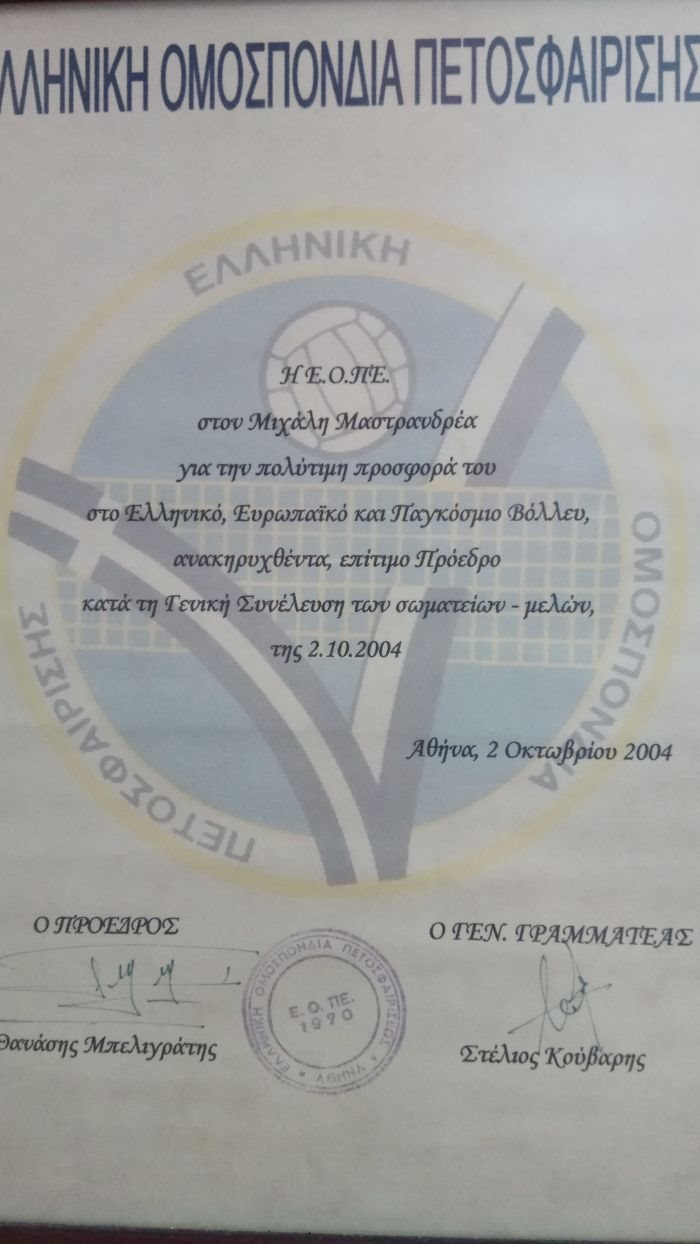 ΛΛΗΝΙΚΗ ΟΜΟΣΠΟΝΔΙΑ ΠΕΤΟΣΦΑΙΡΙΣΗΣ
ΕΛΛΗΝΙΚΗ
ΟΜΟΣΠΟΝΔΙΑ
ΠΕΤΟΣΦΑΙΡΙΣΗΣ
Η Ε.Ο.ΠΕ.
στον Μιχάλη Μαστρανδρέα
για την πολύτιμη προσφορά του
στο Ελληνικό, Ευρωπαϊκό και Παγκόσμιο Βόλλευ,
ανακηρυχθέντα, επίτιμο Πρόεδρο
κατά τη Γενική Συνέλευση των σωματείων - μελών,
της 2.10.2004
Αθήνα, 2 Οκτωβρίου 2004
Ο ΠΡΟΕΔΡΟΣ
Ο ΓΕΝ. ΓΡΑΜΜΑΤΕΑΣ
ΕΛΛΗΝΙΚΗ ΟΜΟΣΠΟΝΔΙΑ ΠΕΤΟΣΦΑΙΡΙΣΕΩΣ
Ε.Ο.ΠΕ.
1970
ΑΘΗΝΑΙ
Θανάσης Μπελιγράτης
Στέλιος Κούβαρης